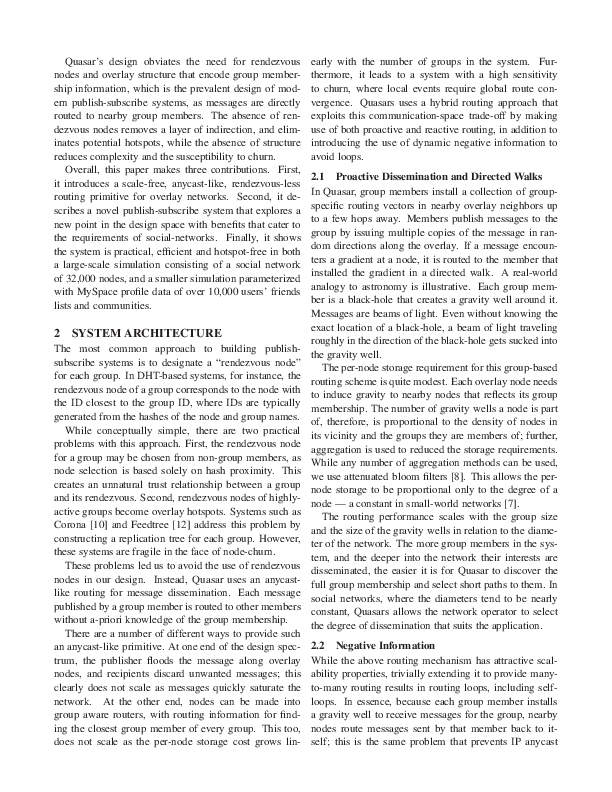 Quasar's design obviates the need for rendezvous
nodes and overlay structure that encode group member-
ship information, which is the prevalent design of mod-
ern publish-subscribe systems, as messages are directly
routed to nearby group members. The absence of ren-
dezvous nodes removes a layer of indirection, and elim-
inates potential hotspots, while the absence of structure
reduces complexity and the susceptibility to churn.
Overall, this paper makes three contributions. First,
it introduces a scale-free, anycast-like, rendezvous-less
routing primitive for overlay networks. Second, it de-
scribes a novel publish-subscribe system that explores a
new point in the design space with benefits that cater to
the requirements of social-networks. Finally, it shows
the system is practical, efficient and hotspot-free in both
a large-scale simulation consisting of a social network
of 32,000 nodes, and a smaller simulation parameterized
with MySpace profile data of over 10,000 users' friends
lists and communities.
2 SYSTEM ARCHITECTURE
The most common approach to building publish-
subscribe systems is to designate a "rendezvous node"
for each group. In DHT-based systems, for instance, the
rendezvous node of a group corresponds to the node with
the ID closest to the group ID, where IDs are typically
generated from the hashes of the node and group names.
While conceptually simple, there are two practical
problems with this approach. First, the rendezvous node
for a group may be chosen from non-group members, as
node selection is based solely on hash proximity. This
creates an unnatural trust relationship between a group
and its rendezvous. Second, rendezvous nodes of highly-
active groups become overlay hotspots. Systems such as
Corona [10] and Feedtree [12] address this problem by
constructing a replication tree for each group. However,
these systems are fragile in the face of node-churn.
These problems led us to avoid the use of rendezvous
nodes in our design. Instead, Quasar uses an anycast-
like routing for message dissemination. Each message
published by a group member is routed to other members
without a-priori knowledge of the group membership.
There are a number of different ways to provide such
an anycast-like primitive. At one end of the design spec-
trum, the publisher floods the message along overlay
nodes, and recipients discard unwanted messages; this
clearly does not scale as messages quickly saturate the
network. At the other end, nodes can be made into
group aware routers, with routing information for find-
ing the closest group member of every group. This too,
does not scale as the per-node storage cost grows lin-
early with the number of groups in the system. Fur-
thermore, it leads to a system with a high sensitivity
to churn, where local events require global route con-
vergence. Quasars uses a hybrid routing approach that
exploits this communication-space trade-off by making
use of both proactive and reactive routing, in addition to
introducing the use of dynamic negative information to
avoid loops.
2.1 Proactive Dissemination and Directed Walks
In Quasar, group members install a collection of group-
specific routing vectors in nearby overlay neighbors up
to a few hops away. Members publish messages to the
group by issuing multiple copies of the message in ran-
dom directions along the overlay. If a message encoun-
ters a gradient at a node, it is routed to the member that
installed the gradient in a directed walk. A real-world
analogy to astronomy is illustrative. Each group mem-
ber is a black-hole that creates a gravity well around it.
Messages are beams of light. Even without knowing the
exact location of a black-hole, a beam of light traveling
roughly in the direction of the black-hole gets sucked into
the gravity well.
The per-node storage requirement for this group-based
routing scheme is quite modest. Each overlay node needs
to induce gravity to nearby nodes that reflects its group
membership. The number of gravity wells a node is part
of, therefore, is proportional to the density of nodes in
its vicinity and the groups they are members of; further,
aggregation is used to reduced the storage requirements.
While any number of aggregation methods can be used,
we use attenuated bloom filters [8]. This allows the per-
node storage to be proportional only to the degree of a
node — a constant in small-world networks [7].
The routing performance scales with the group size
and the size of the gravity wells in relation to the diame-
ter of the network. The more group members in the sys-
tem, and the deeper into the network their interests are
disseminated, the easier it is for Quasar to discover the
full group membership and select short paths to them. In
social networks, where the diameters tend to be nearly
constant, Quasars allows the network operator to select
the degree of dissemination that suits the application.
2.2 Negative Information
While the above routing mechanism has attractive scal-
ability properties, trivially extending it to provide many-
to-many routing results in routing loops, including self-
loops. In essence, because each group member installs
a gravity well to receive messages for the group, nearby
nodes route messages sent by that member back to it-
self; this is the same problem that prevents IP anycast